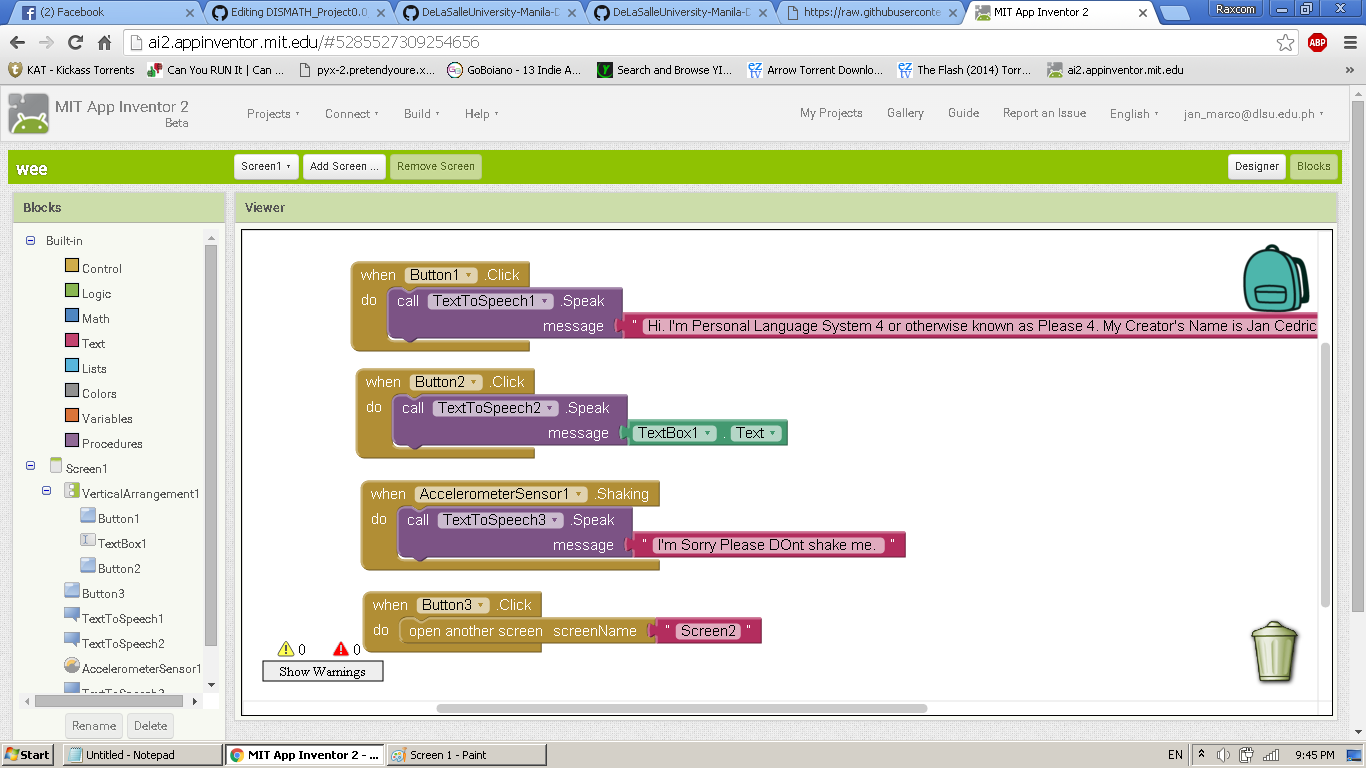 (2) Facebook
Editing DISMATH_Project0.0
DeLaSalleUniversity-Manila-D
DeLaSalleUniversity-Manila-D
https://raw.githubuserconte
MIT App Inventor 2
Raxcom
ai2.appinventor.mit.edu/#5285527309254656
ABP
KAT - Kickass Torrents
Can You RUN It | Can ...
pyx-2.pretendyoure.x...
GoBoiano - 13 Indie A...
Search and Browse YI...
Arrow Torrent Downlo...
The Flash (2014) Torr...
ai2.appinventor.mit.edu
MIT App Inventor 2
Beta
Projects
Connect
Build
Help
My Projects
Gallery
Guide
Report an Issue
English
jan_marco@dlsu.edu.ph
wee
Screen1
Add Screen ...
Remove Screen
Designer
Blocks
Blocks
Built-in
Control
Logic
Math
Text
Lists
Colors
Variables
Procedures
Screen1
VerticalArrangement1
Button1
TextBox1
Button2
Button3
TextToSpeech1
TextToSpeech2
AccelerometerSensor1
TextToSpeech3
Rename
Delete
Viewer
when Button1 .Click
do call TextToSpeech1 .Speak
message " Hi. I'm Personal Language System 4 or otherwise known as Please 4. My Creator's Name is Jan Cedric
when Button2 .Click
do call TextToSpeech2 .Speak
message TextBox1 . Text
when AccelerometerSensor1 .Shaking
do call TextToSpeech3 .Speak
message " I'm Sorry Please DOnt shake me. "
when Button3 .Click
do open another screen screenName " Screen2 "
0 0
Show Warnings
Start
Untitled - Notepad
MIT App Inventor 2 - ...
Screen 1 - Paint
EN
9:45 PM